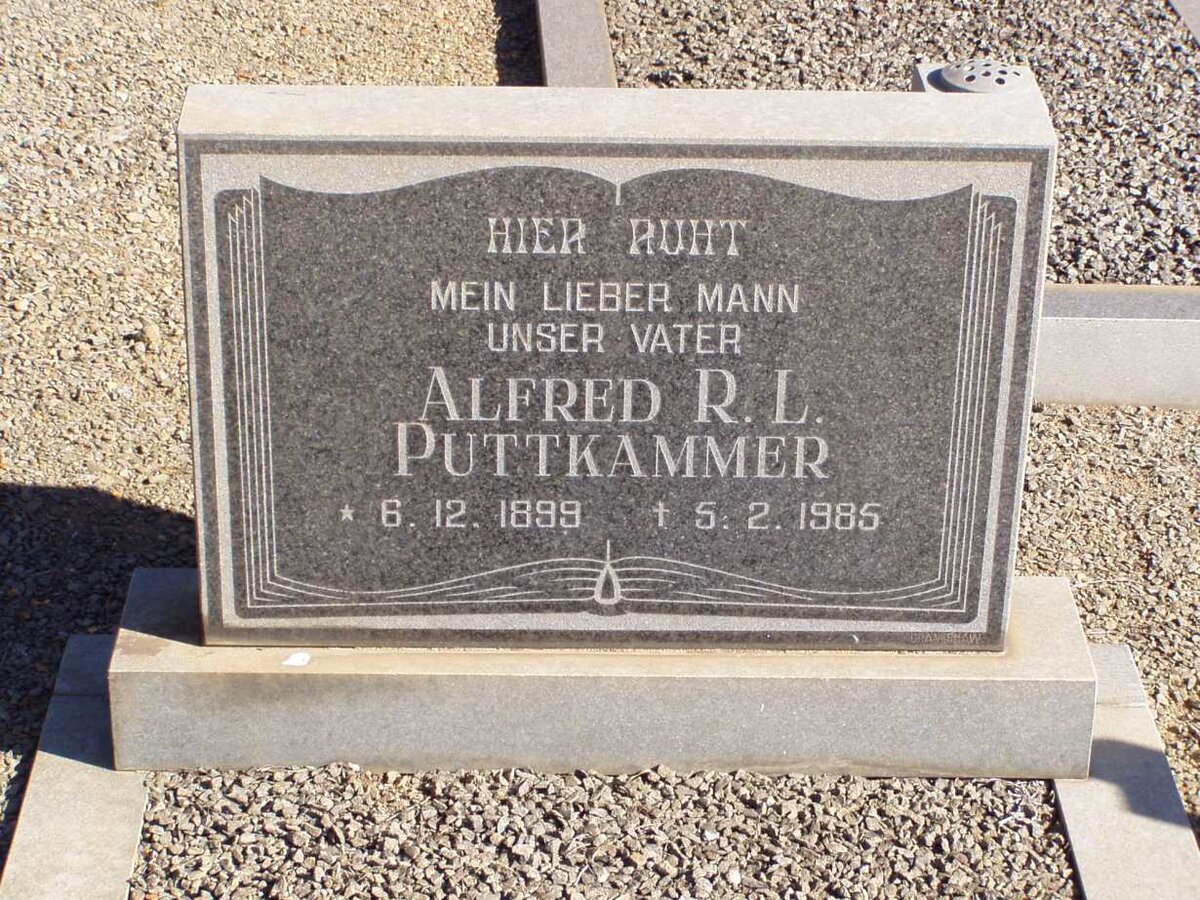 HIER RUHT
MEIN LIEBER MANN
UNSER VATER
ALFRED R. L.
PUTTKAMMER
* 6. 12. 1899 † 5. 2. 1985